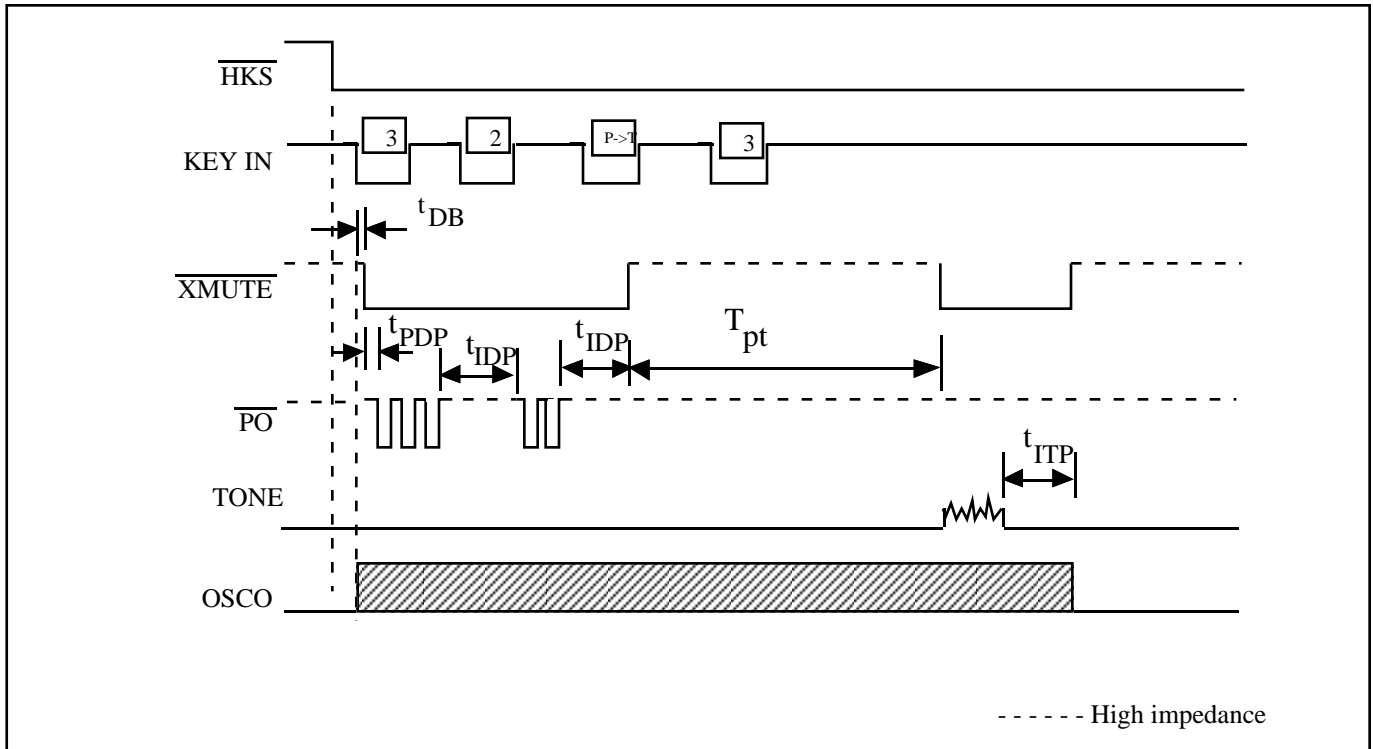 HKS
3 2 P->T 3
KEY IN
tDB
XMUTE
tPDP tIDP tIDP Tpt
PO
tITP
TONE
OSCO
- - - - - - High impedance